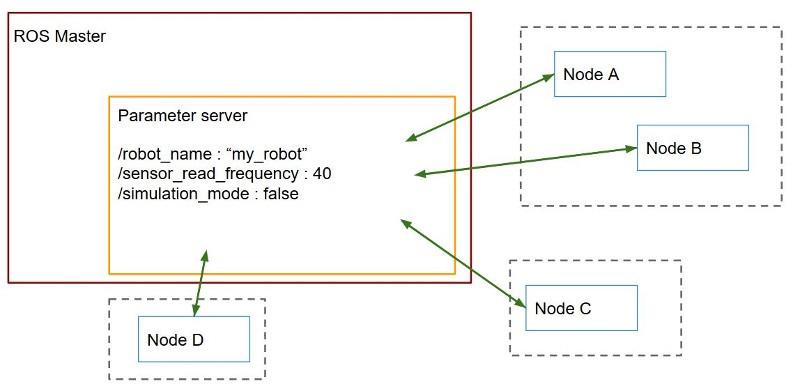 ROS Master
Parameter server
/robot_name : “my_robot”
/sensor_read_frequency : 40
/simulation_mode : false
Node A
Node B
Node C
Node D